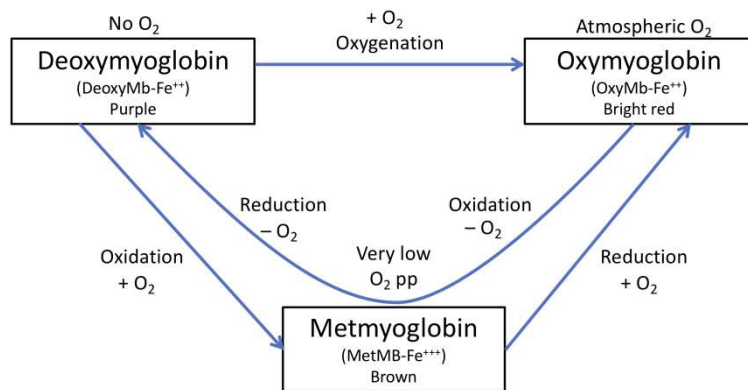 No O₂
+ O₂
Atmospheric O₂
Oxygenation
Deoxymyoglobin
(DeoxyMb-Fe⁺⁺)
Purple
Oxymyoglobin
(OxyMb-Fe⁺⁺)
Bright red
Reduction
– O₂
Oxidation
– O₂
Oxidation
+ O₂
Very low
O₂ pp
Reduction
+ O₂
Metmyoglobin
(MetMB-Fe⁺⁺⁺)
Brown